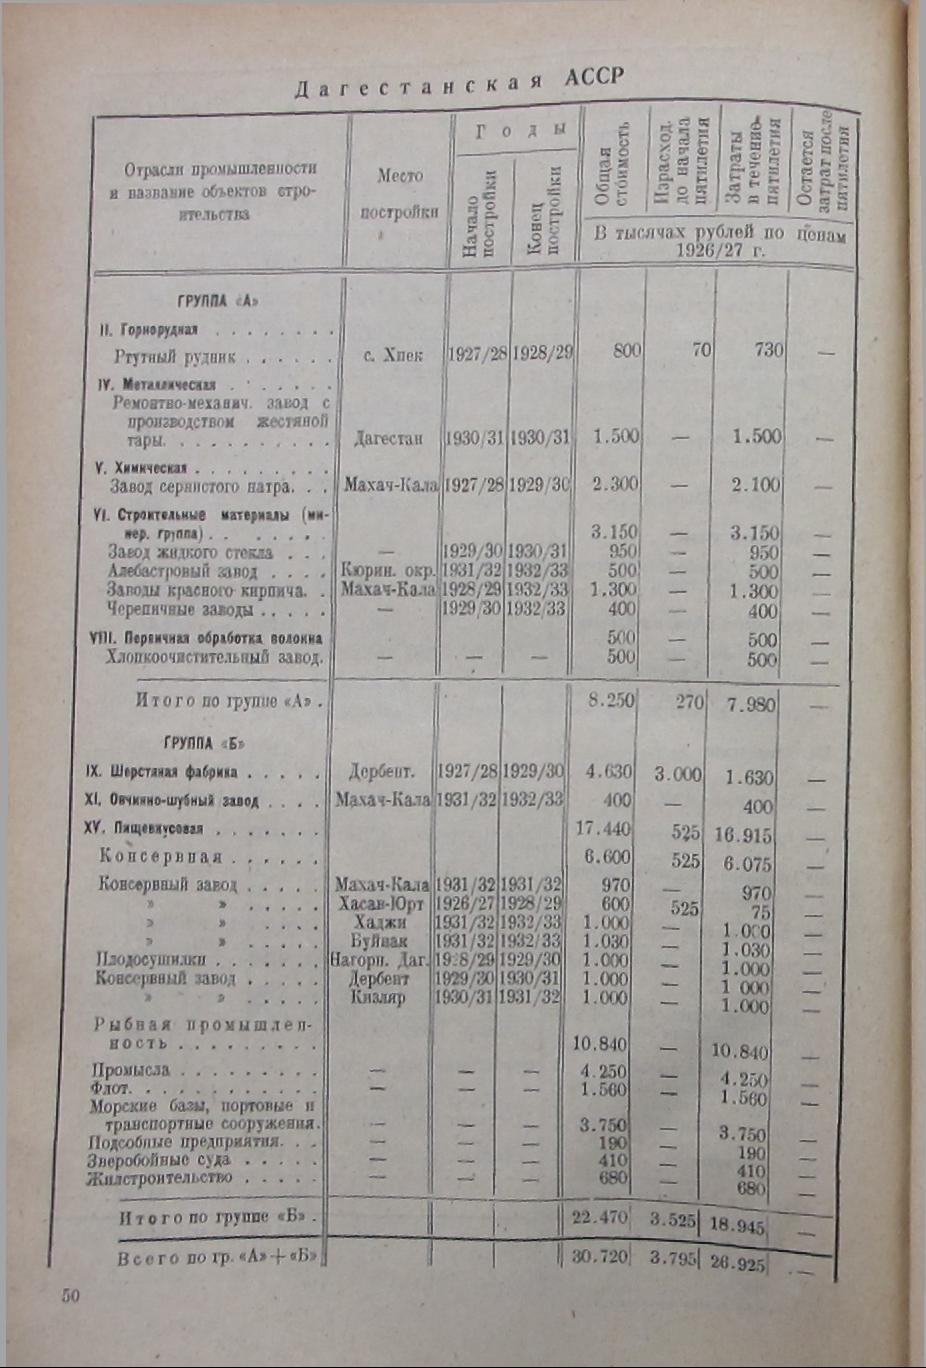 Дагестанская АССР
Отрасли промышленности и название объектов строительства | Место постройки | Годы | Общая стоимость | Израсход. до начала пятилетия | Затраты в течение пятилетия | Остается затрат после пятилетия
Начало постройки | Конец постройки | В тысячах рублей по ценам 1926/27 г.
ГРУППА «А»
II. Горнорудная . . . . . . . .
Ртутный рудник . . . . . . с. Хпек 1927/28 1928/29 800 70 730 —
IV. Металлическая . . . . . . .
Ремонтно-механич. завод с
производством жестяной
тары. . . . . . . . . . . Дагестан 1930/31 1930/31 1.500 — 1.500 —
V. Химическая . . . . . . . . .
Завод сернистого натра. . . Махач-Кала 1927/28 1929/30 2.300 — 2.100 —
VI. Строительные материалы (ми-
нер. группа) . . . . . . . 3.150 — 3.150 —
Завод жидкого стекла . . . — 1929/30 1930/31 950 — 950 —
Алебастровый завод . . . . Кюрин. окр. 1931/32 1932/33 500 — 500 —
Заводы красного кирпича. . Махач-Кала 1928/29 1932/33 1.300 — 1.300 —
Черепичные заводы . . . . . — 1929/30 1932/33 400 — 400 —
VIII. Первичная обработка волокна 500 — 500 —
Хлопкоочистительный завод. — — — 500 — 500 —
Итого по группе «А» . 8.250 270 7.980 —
ГРУППА «Б»
IX. Шерстяная фабрика . . . . . Дербент. 1927/28 1929/30 4.630 3.000 1.630 —
XI. Овчинно-шубный завод . . . . Махач-Кала 1931/32 1932/33 400 — 400 —
XV. Пищевкусовая . . . . . . . 17.440 525 16.915 —
Консервная . . . . . . 6.600 525 6.075 —
Консервный завод . . . . . Махач-Кала 1931/32 1931/32 970 — 970 —
» » . . . . . Хасав-Юрт 1926/27 1928/29 600 525 75 —
» » . . . . . Хаджи 1931/32 1932/33 1.000 — 1.000 —
» » . . . . . Буйнак 1931/32 1932/33 1.030 — 1.030 —
Плодосушилки . . . . . . . Нагорн. Даг. 1928/29 1929/30 1.000 — 1.000 —
Консервный завод . . . . . Дербент 1929/30 1930/31 1.000 — 1 000 —
» » . . . . . Кизляр 1930/31 1931/32 1.000 — 1.000 —
Рыбная промышлен-
ность . . . . . . . . . 10.840 — 10.840 —
Промысла . . . . . . . . . — — — 4.250 — 4.250 —
Флот. . . . . . . . . . . . — — — 1.560 — 1.560 —
Морские базы, портовые и
транспортные сооружения. — — — 3.750 — 3.750 —
Подсобные предприятия. . . — — — 190 — 190 —
Зверобойные суда . . . . . — — — 410 — 410 —
Жилстроительство . . . . . — — — 680 — 680 —
Итого по группе «Б» . 22.470 3.525 18.945 —
Всего по гр. «А»+«Б» 30.720 3.795 26.925 —
50